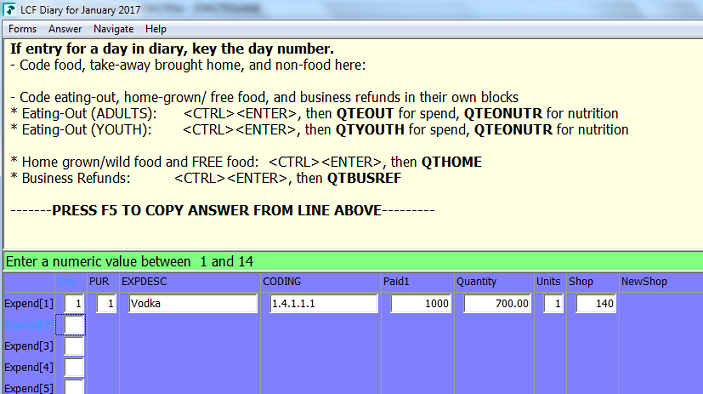 LCF Diary for January 2017
Forms Answer Navigate Help
If entry for a day in diary, key the day number.
- Code food, take-away brought home, and non-food here:
- Code eating-out, home-grown/ free food, and business refunds in their own blocks
* Eating-Out (ADULTS): <CTRL><ENTER>, then QTEOUT for spend, QTEONUTR for nutrition
* Eating-Out (YOUTH): <CTRL><ENTER>, then QTYOUTH for spend, QTEONUTR for nutrition
* Home grown/wild food and FREE food: <CTRL><ENTER>, then QTHOME
* Business Refunds: <CTRL><ENTER>, then QTBUSREF
-------PRESS F5 TO COPY ANSWER FROM LINE ABOVE---------
Enter a numeric value between 1 and 14
Day PUR EXPDESC CODING Paid1 Quantity Units Shop NewShop
Expend[1] 1 1 Vodka 1.4.1.1.1 1000 700.00 1 140
Expend[2]
Expend[3]
Expend[4]
Expend[5]